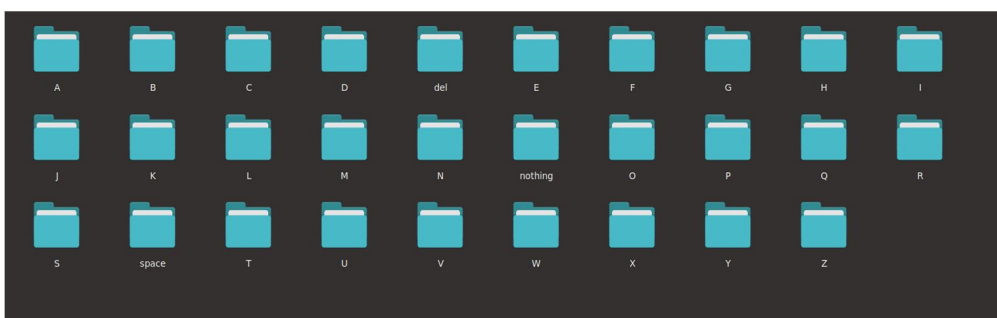 A B C D del E F G H I
J K L M N nothing O P Q R
S space T U V W X Y Z